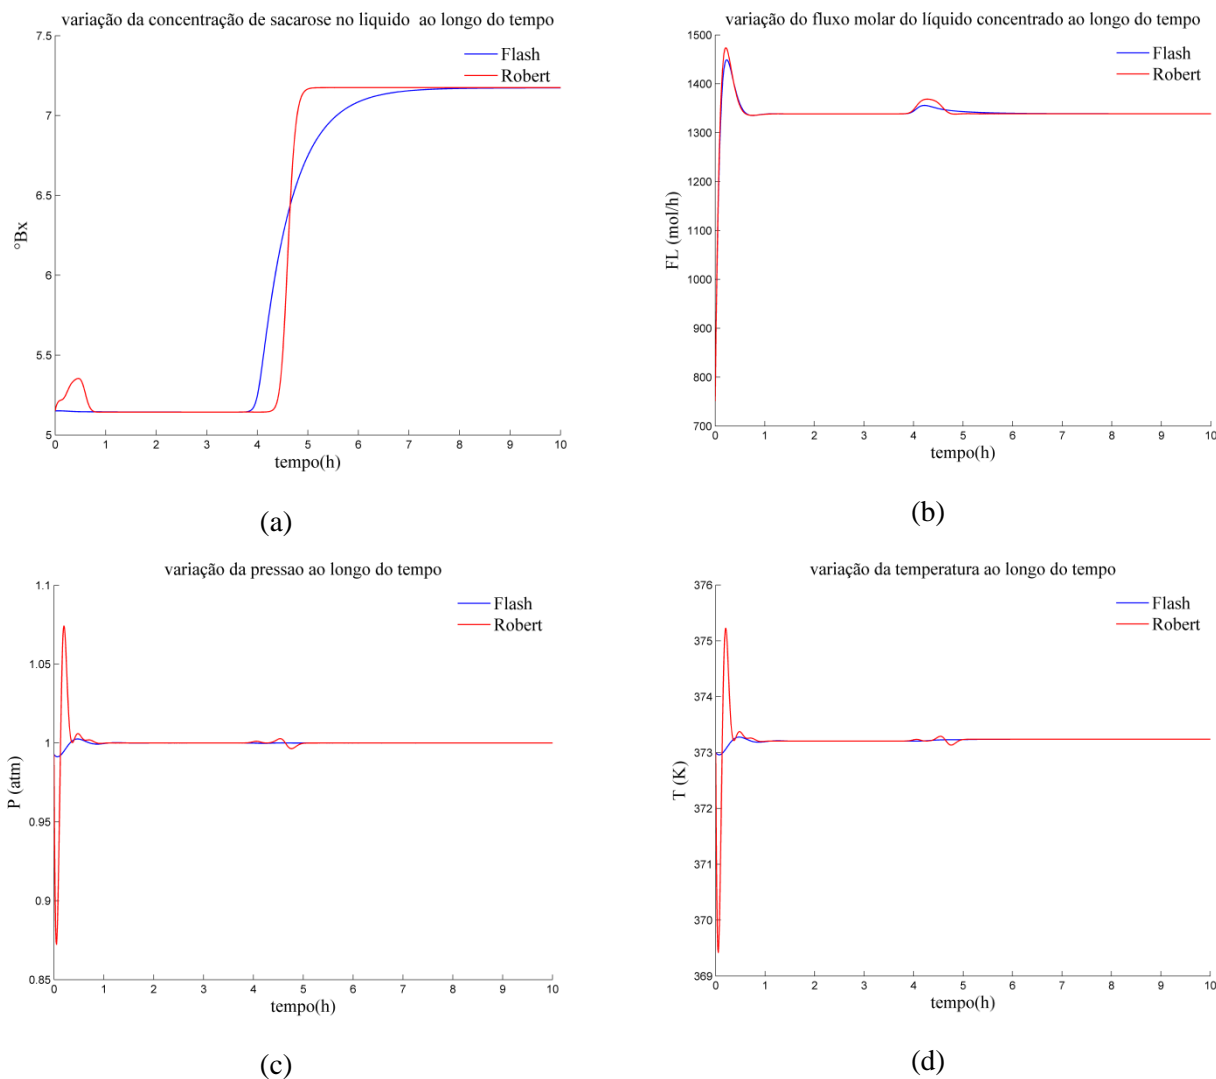 variação da concentração de sacarose no liquido ao longo do tempo
7.5
7
6.5
6
5.5
5
°Bx
Flash
Robert
0 1 2 3 4 5 6 7 8 9 10
tempo(h)
(a)
variação do fluxo molar do líquido concentrado ao longo do tempo
1500
1400
1300
1200
1100
1000
900
800
700
FL (mol/h)
Flash
Robert
0 1 2 3 4 5 6 7 8 9 10
tempo(h)
(b)
variação da pressao ao longo do tempo
1.1
1.05
1
0.95
0.9
0.85
P (atm)
Flash
Robert
0 1 2 3 4 5 6 7 8 9 10
tempo(h)
(c)
variação da temperatura ao longo do tempo
376
375
374
373
372
371
370
369
T (K)
Flash
Robert
0 1 2 3 4 5 6 7 8 9 10
tempo(h)
(d)